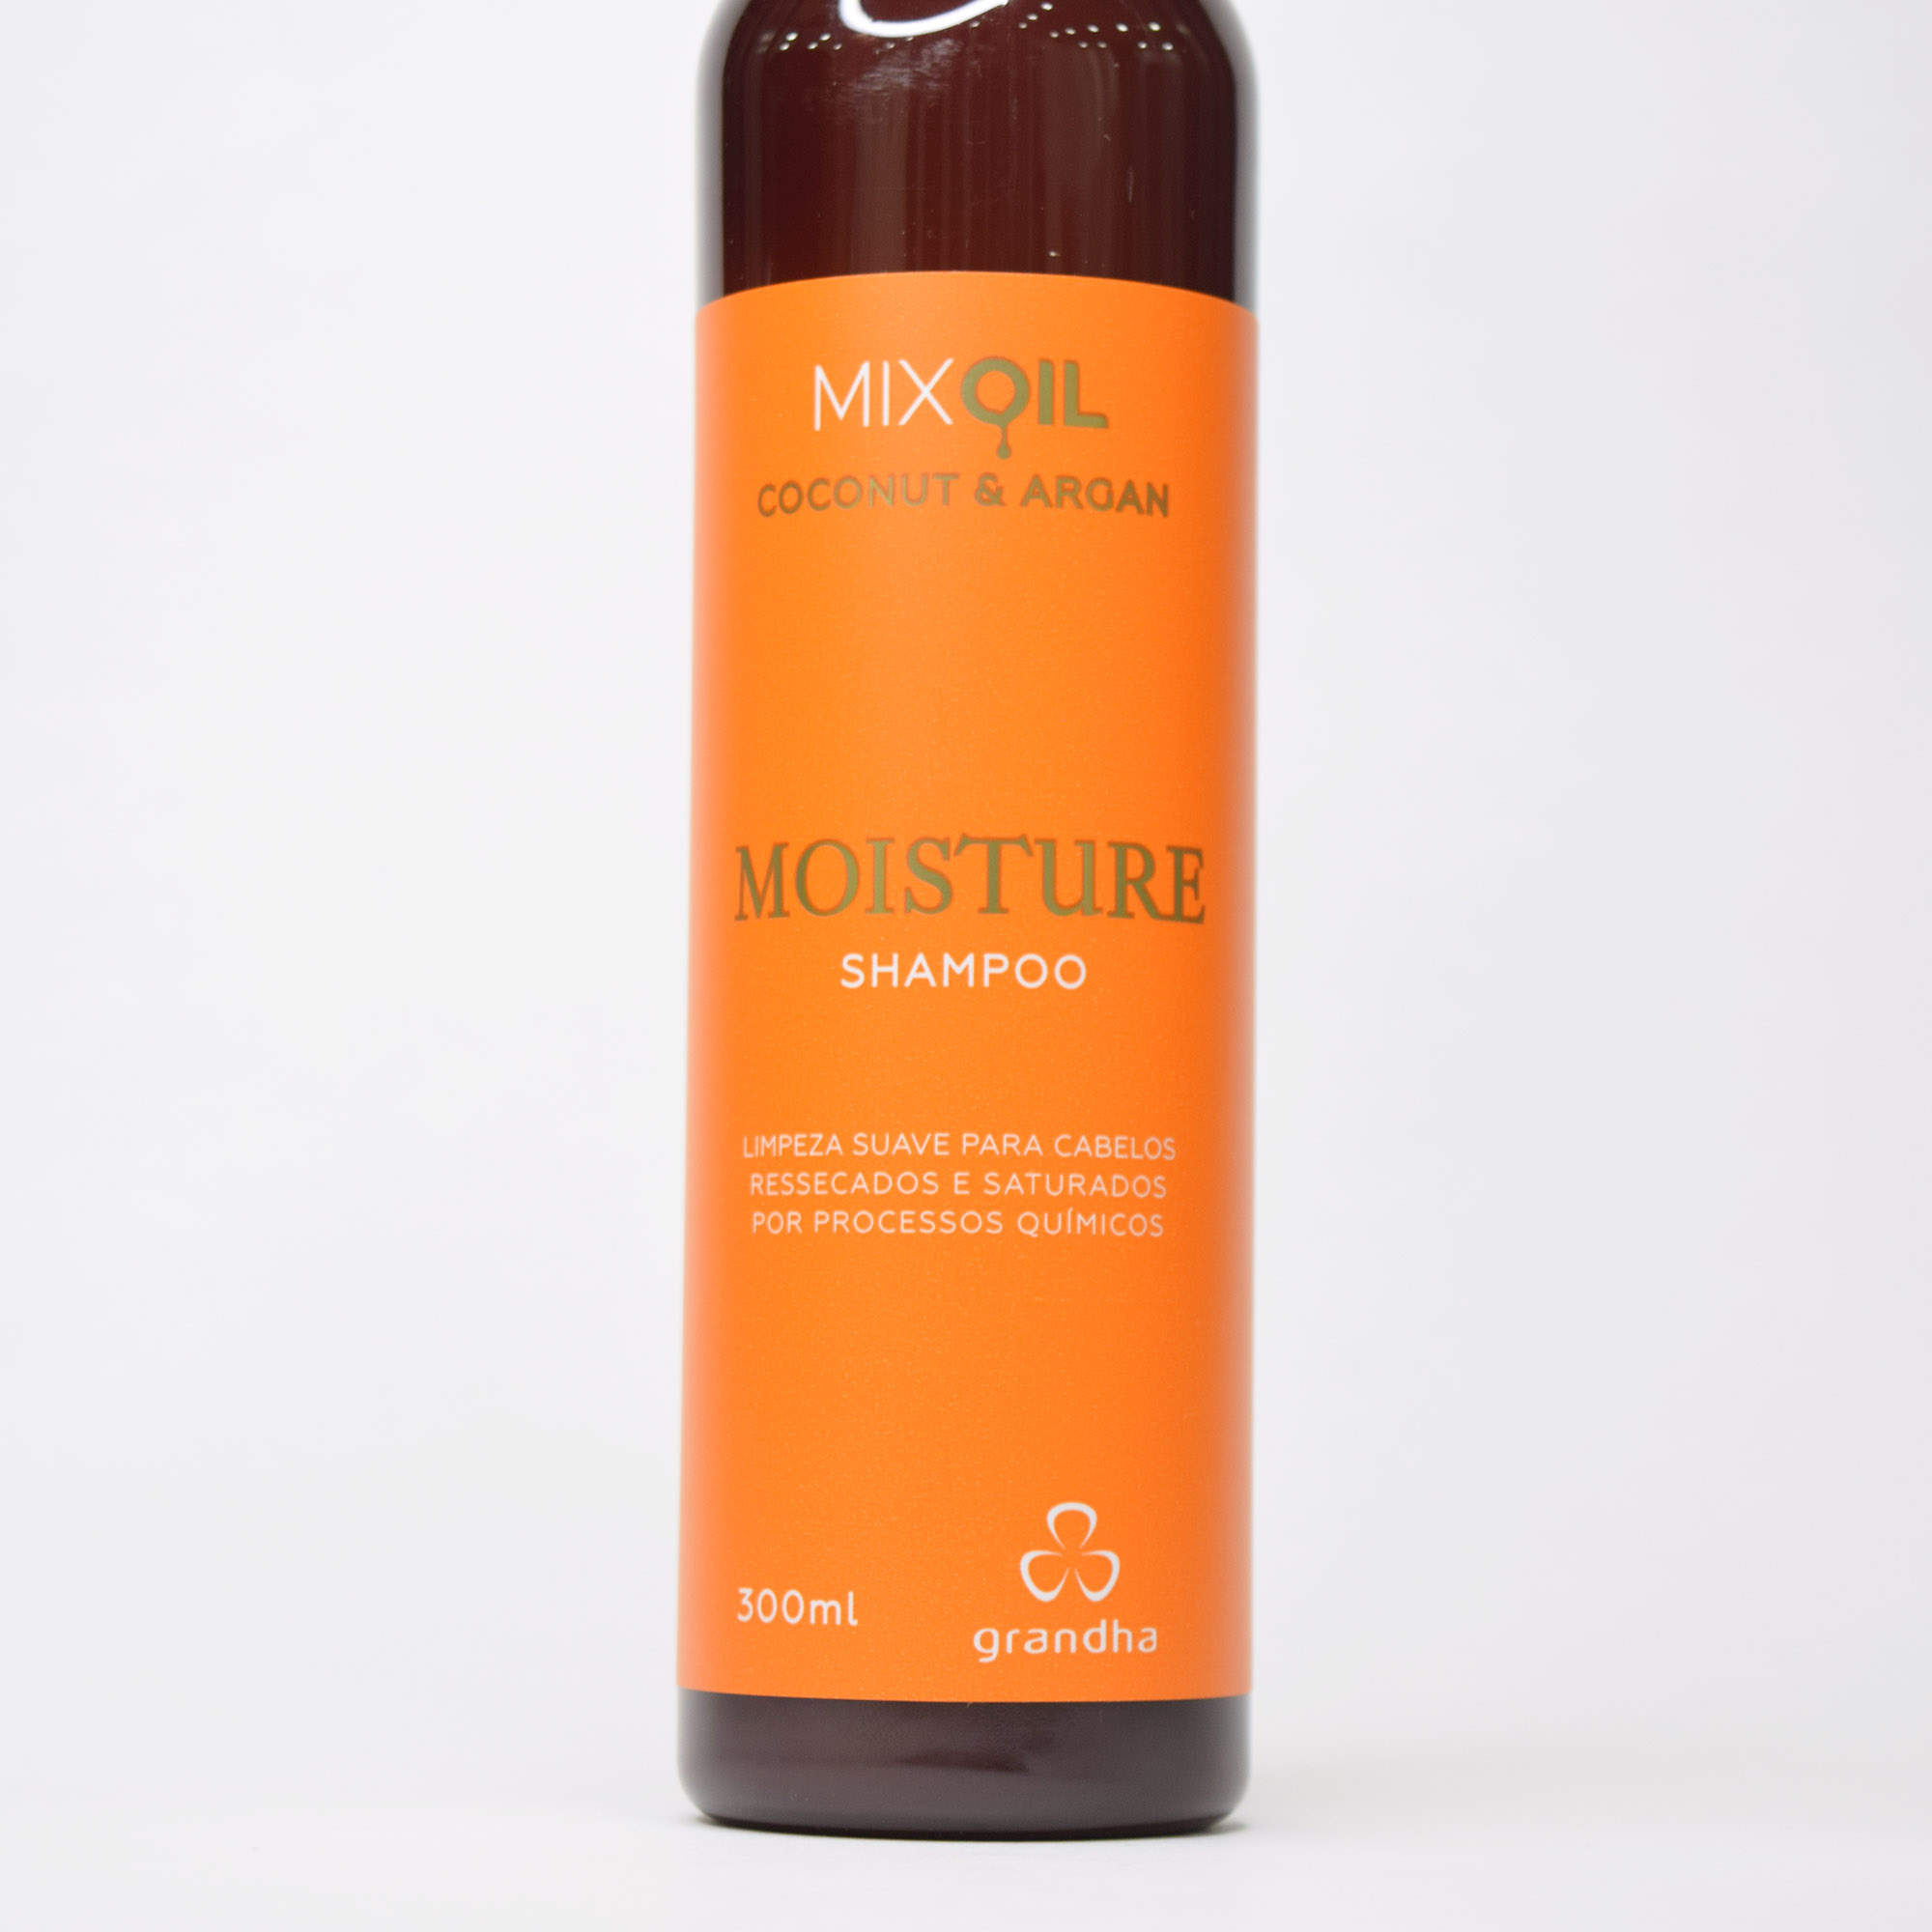 MIXOIL
COCONUT & ARGAN
MOISTURE
SHAMPOO
LIMPEZA SUAVE PARA CABELOS
RESSECADOS E SATURADOS
POR PROCESSOS QUÍMICOS
300ml
grandha